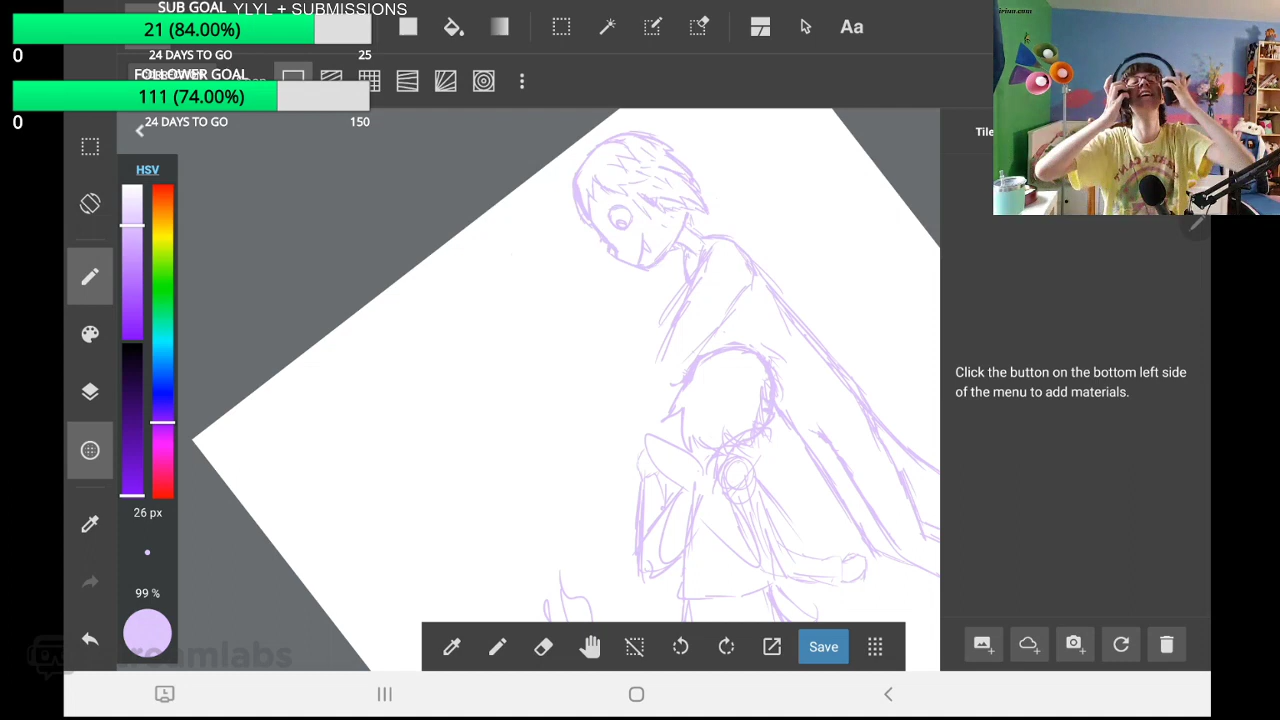 SUB GOAL YLYL + SUBMISSIONS
21 (84.00%)
0 24 DAYS TO GO 25
FOLLOWER GOAL
111 (74.00%)
0 24 DAYS TO GO 150
Aa
HSV
26 px
99 %
Tile
Click the button on the bottom left side
of the menu to add materials.
Save
streamlabs